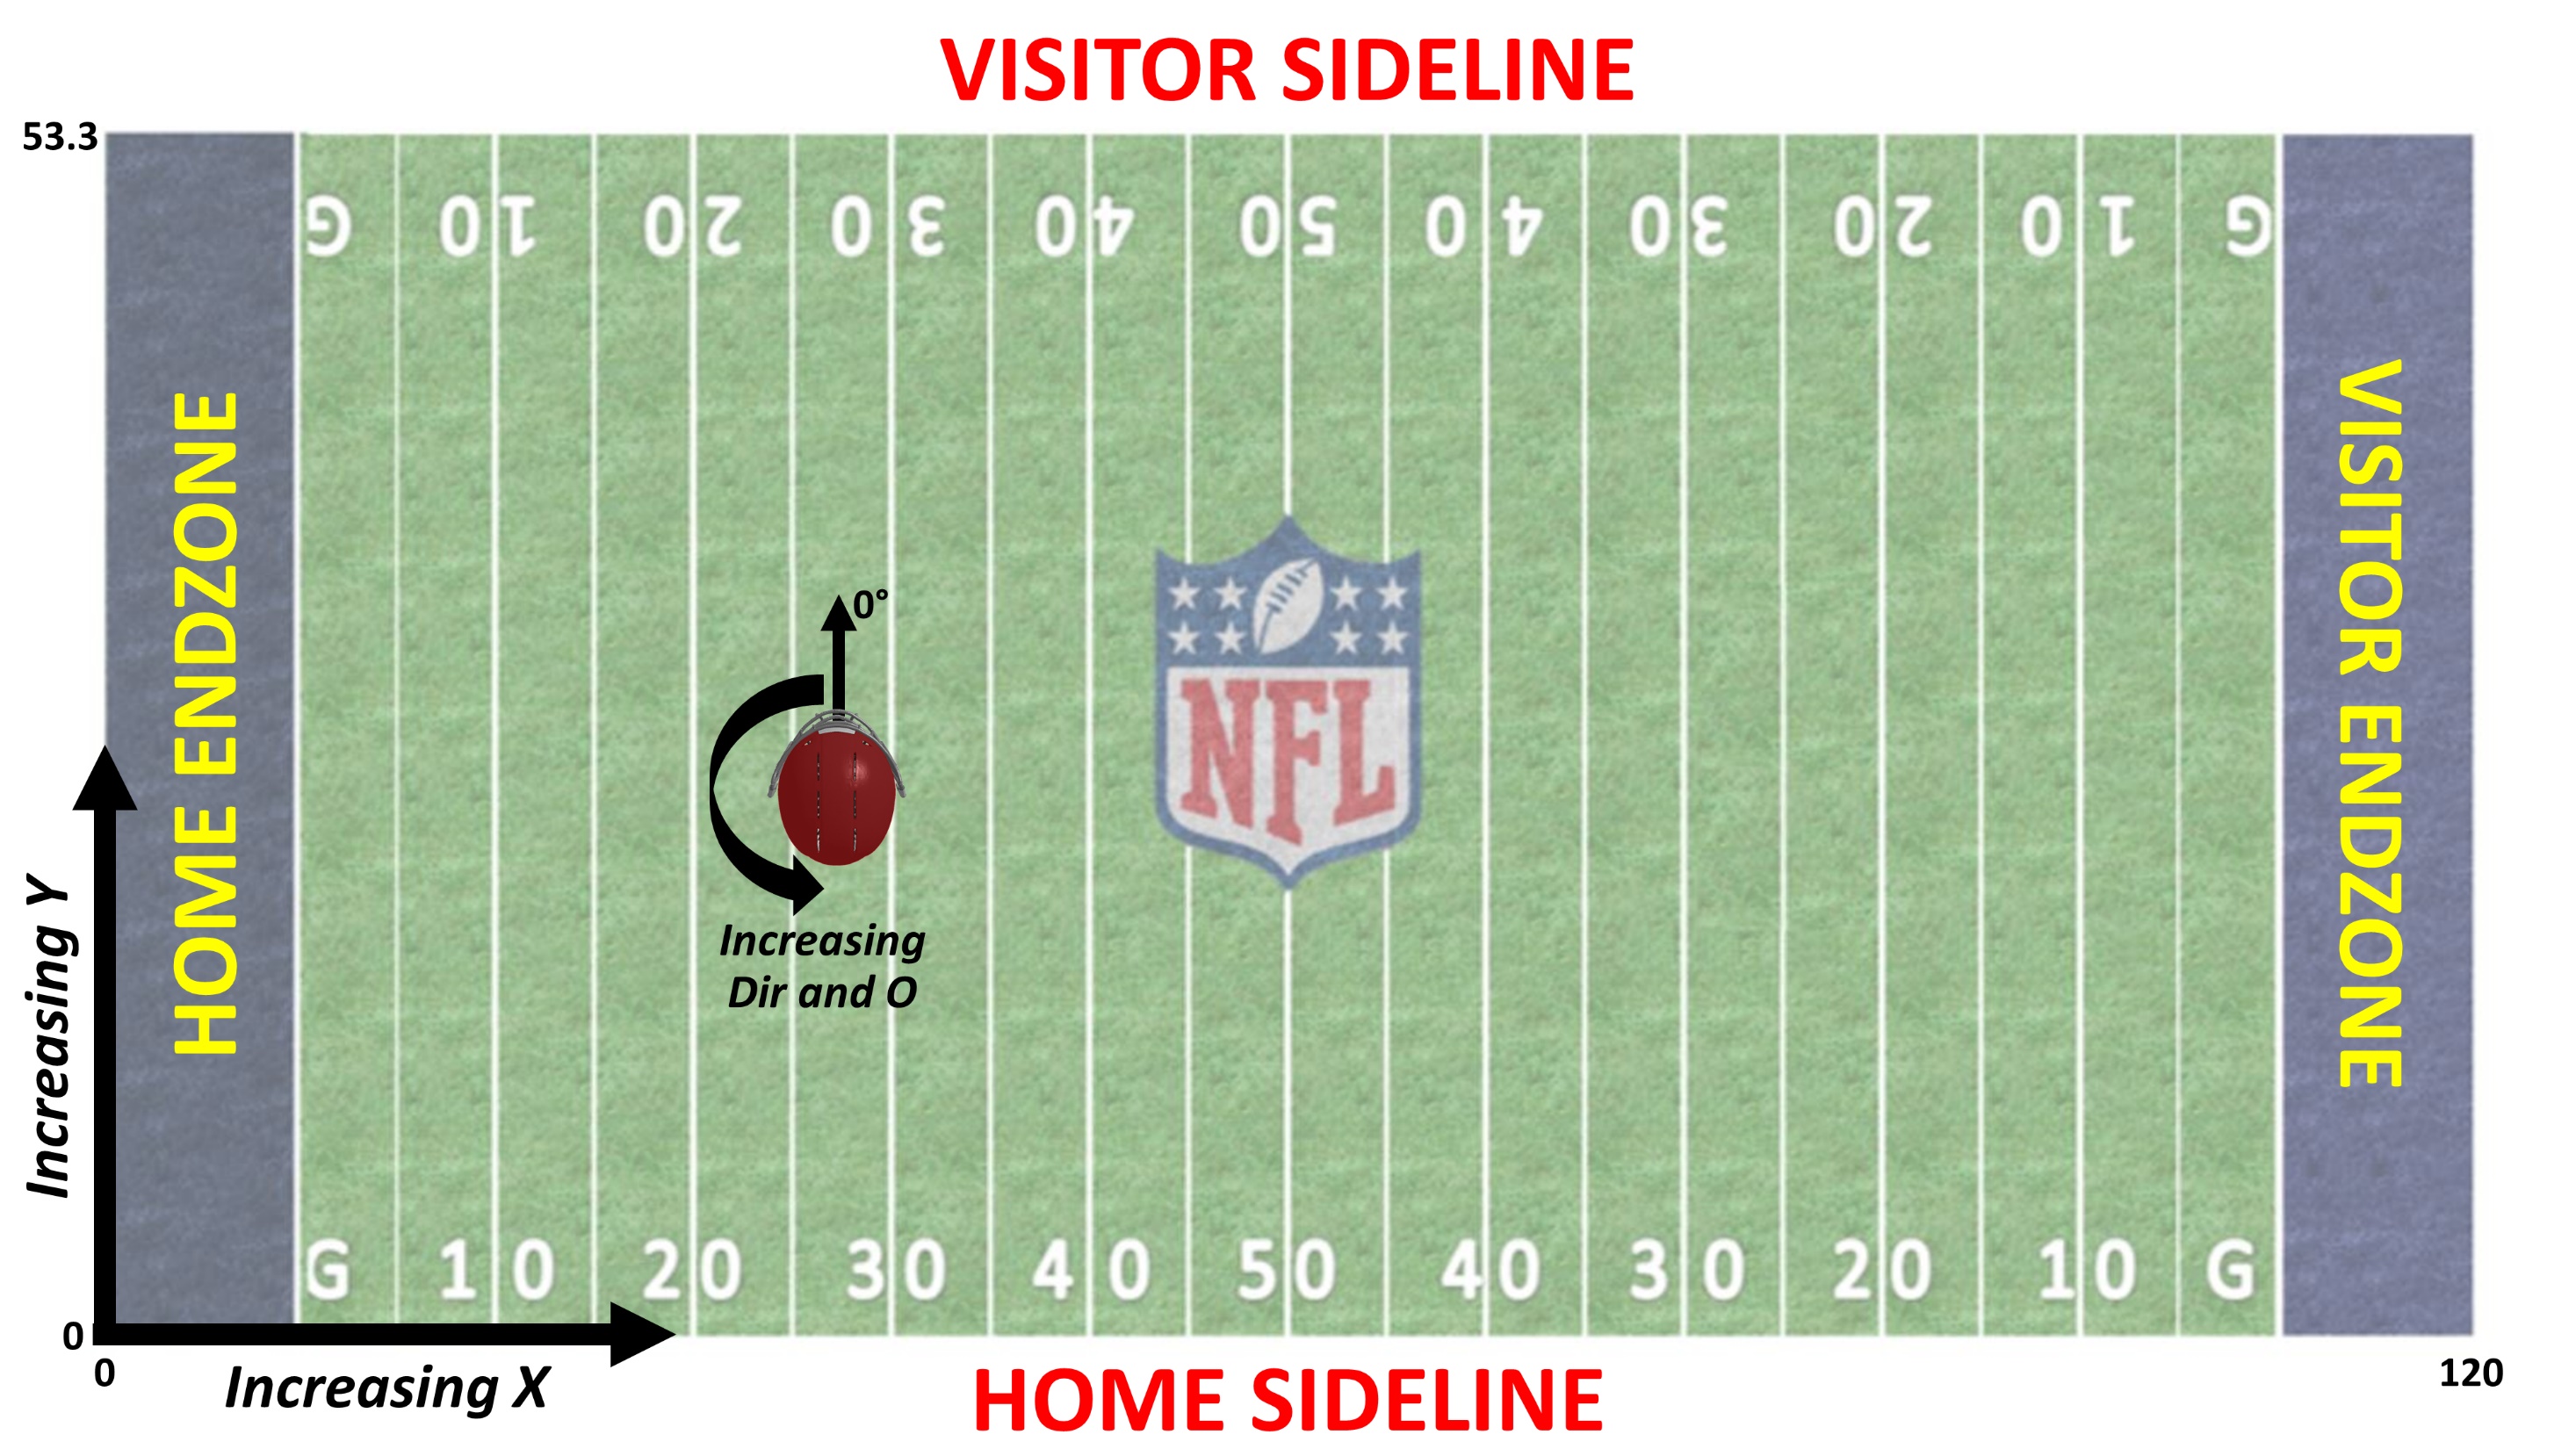 VISITOR SIDELINE
53.3
G 10 20 30 40 50 40 30 20 10 G
HOME ENDZONE
VISITOR ENDZONE
0°
NFL
Increasing
Dir and O
Increasing Y
G 10 20 30 40 50 40 30 20 10 G
0
0
Increasing X
HOME SIDELINE
120